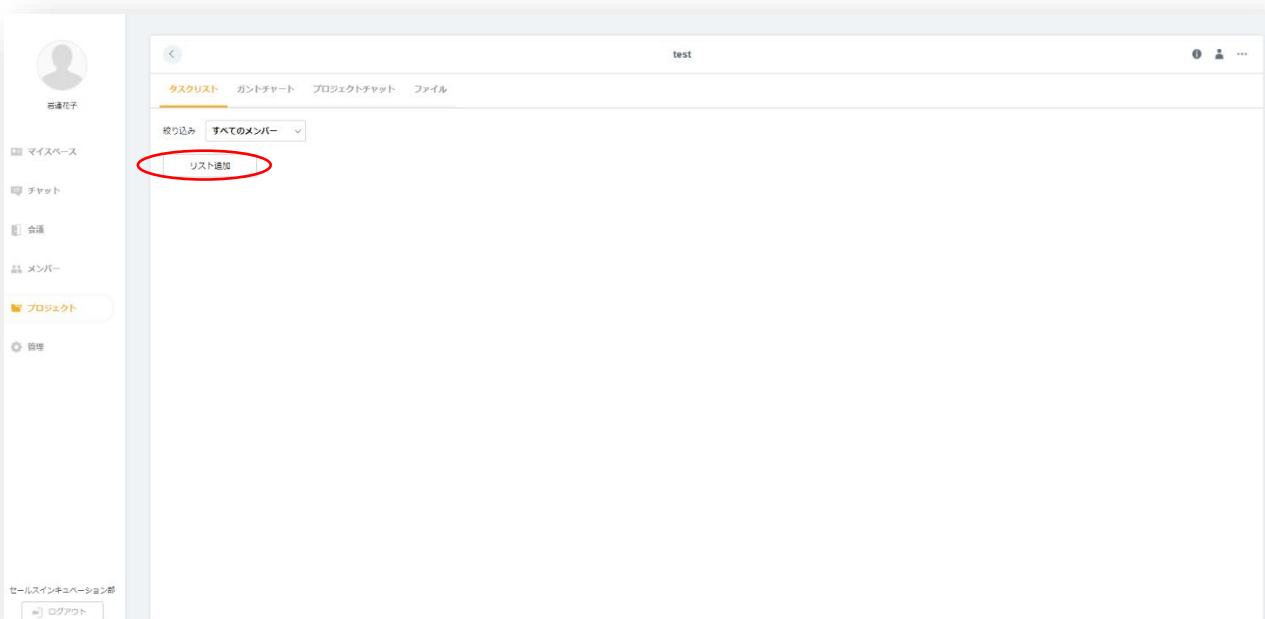 岩蓮花子
マイスペース
チャット
会議
メンバー
プロジェクト
管理
セールスインキュベーション部
ログアウト
test
タスクリスト ガントチャート プロジェクトチャット ファイル
絞り込み すべてのメンバー
リスト追加